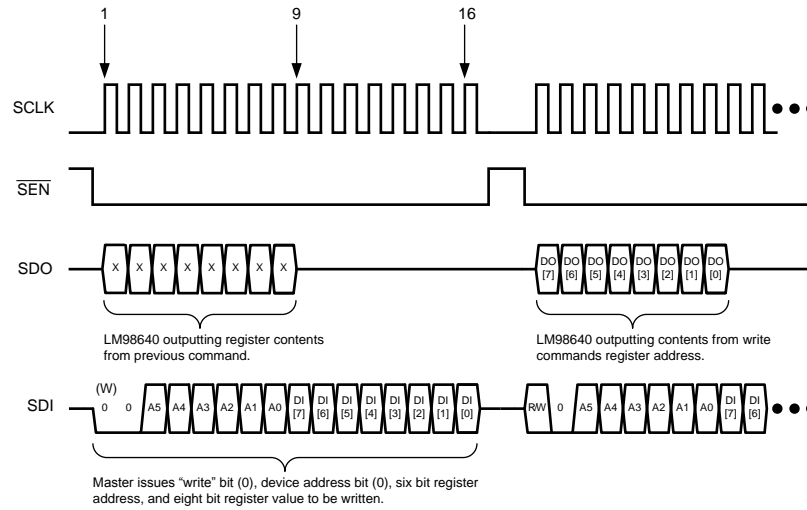 1 9 16
SCLK
SEN
SDO X X X X X X X X DO [7] DO [6] DO [5] DO [4] DO [3] DO [2] DO [1] DO [0]
LM98640 outputting register contents
from previous command.
LM98640 outputting contents from write
commands register address.
(W)
SDI 0 0 A5 A4 A3 A2 A1 A0 DI [7] DI [6] DI [5] DI [4] DI [3] DI [2] DI [1] DI [0] RW 0 A5 A4 A3 A2 A1 A0 DI [7] DI [6]
Master issues “write” bit (0), device address bit (0), six bit register
address, and eight bit register value to be written.